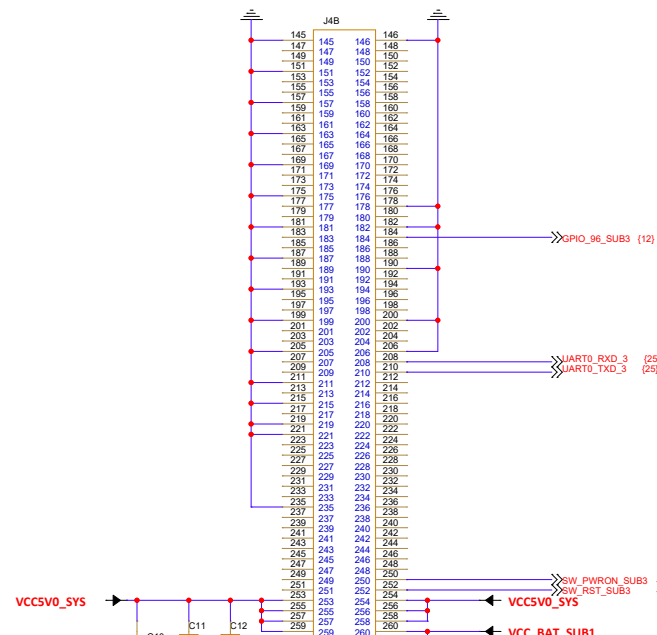 J4B
145 145 146 146
147 147 148 148
149 149 150 150
151 151 152 152
153 153 154 154
155 155 156 156
157 157 158 158
159 159 160 160
161 161 162 162
163 163 164 164
165 165 166 166
167 167 168 168
169 169 170 170
171 171 172 172
173 173 174 174
175 175 176 176
177 177 178 178
179 179 180 180
181 181 182 182
183 183 184 184 GPIO_96_SUB3 {12}
185 185 186 186
187 187 188 188
189 189 190 190
191 191 192 192
193 193 194 194
195 195 196 196
197 197 198 198
199 199 200 200
201 201 202 202
203 203 204 204
205 205 206 206
207 207 208 208 UART0_RXD_3 {25
209 209 210 210 UART0_TXD_3 {25}
211 211 212 212
213 213 214 214
215 215 216 216
217 217 218 218
219 219 220 220
221 221 222 222
223 223 224 224
225 225 226 226
227 227 228 228
229 229 230 230
231 231 232 232
233 233 234 234
235 235 236 236
237 237 238 238
239 239 240 240
241 241 242 242
243 243 244 244
245 245 246 246
247 247 248 248
249 249 250 250 SW_PWRON_SUB3
251 251 252 252 SW_RST_SUB3
VCC5V0_SYS 253 253 254 254 VCC5V0_SYS
255 255 256 256
257 257 258 258
C10 C11 C12 259 259 260 260 VCC_BAT_SUB1